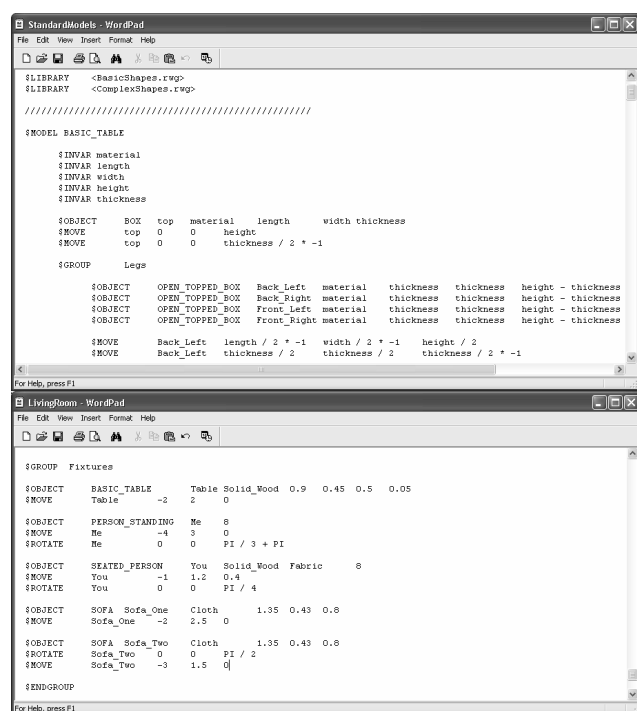 StandardModels - WordPad
File Edit View Insert Format Help
$LIBRARY <BasicShapes.rwg>
$LIBRARY <ComplexShapes.rwg>
////////////////////////////////////////////////////
$MODEL BASIC_TABLE
$INVAR material
$INVAR length
$INVAR width
$INVAR height
$INVAR thickness
$OBJECT BOX top material length width thickness
$MOVE top 0 0 height
$MOVE top 0 0 thickness / 2 * -1
$GROUP Legs
$OBJECT OPEN_TOPPED_BOX Back_Left material thickness thickness height - thickness
$OBJECT OPEN_TOPPED_BOX Back_Right material thickness thickness height - thickness
$OBJECT OPEN_TOPPED_BOX Front_Left material thickness thickness height - thickness
$OBJECT OPEN_TOPPED_BOX Front_Right material thickness thickness height - thickness
$MOVE Back_Left length / 2 * -1 width / 2 * -1 height / 2
$MOVE Back_Left thickness / 2 thickness / 2 thickness / 2 * -1
For Help, press F1
LivingRoom - WordPad
File Edit View Insert Format Help
$GROUP Fixtures
$OBJECT BASIC_TABLE Table Solid_Wood 0.9 0.45 0.5 0.05
$MOVE Table -2 2 0
$OBJECT PERSON_STANDING Me 8
$MOVE Me -4 3 0
$ROTATE Me 0 0 PI / 3 + PI
$OBJECT SEATED_PERSON You Solid_Wood Fabric 8
$MOVE You -1 1.2 0.4
$ROTATE You 0 0 PI / 4
$OBJECT SOFA Sofa_One Cloth 1.35 0.43 0.8
$MOVE Sofa_One -2 2.5 0
$OBJECT SOFA Sofa_Two Cloth 1.35 0.43 0.8
$ROTATE Sofa_Two 0 0 PI / 2
$MOVE Sofa_Two -3 1.5 0
$ENDGROUP
For Help, press F1